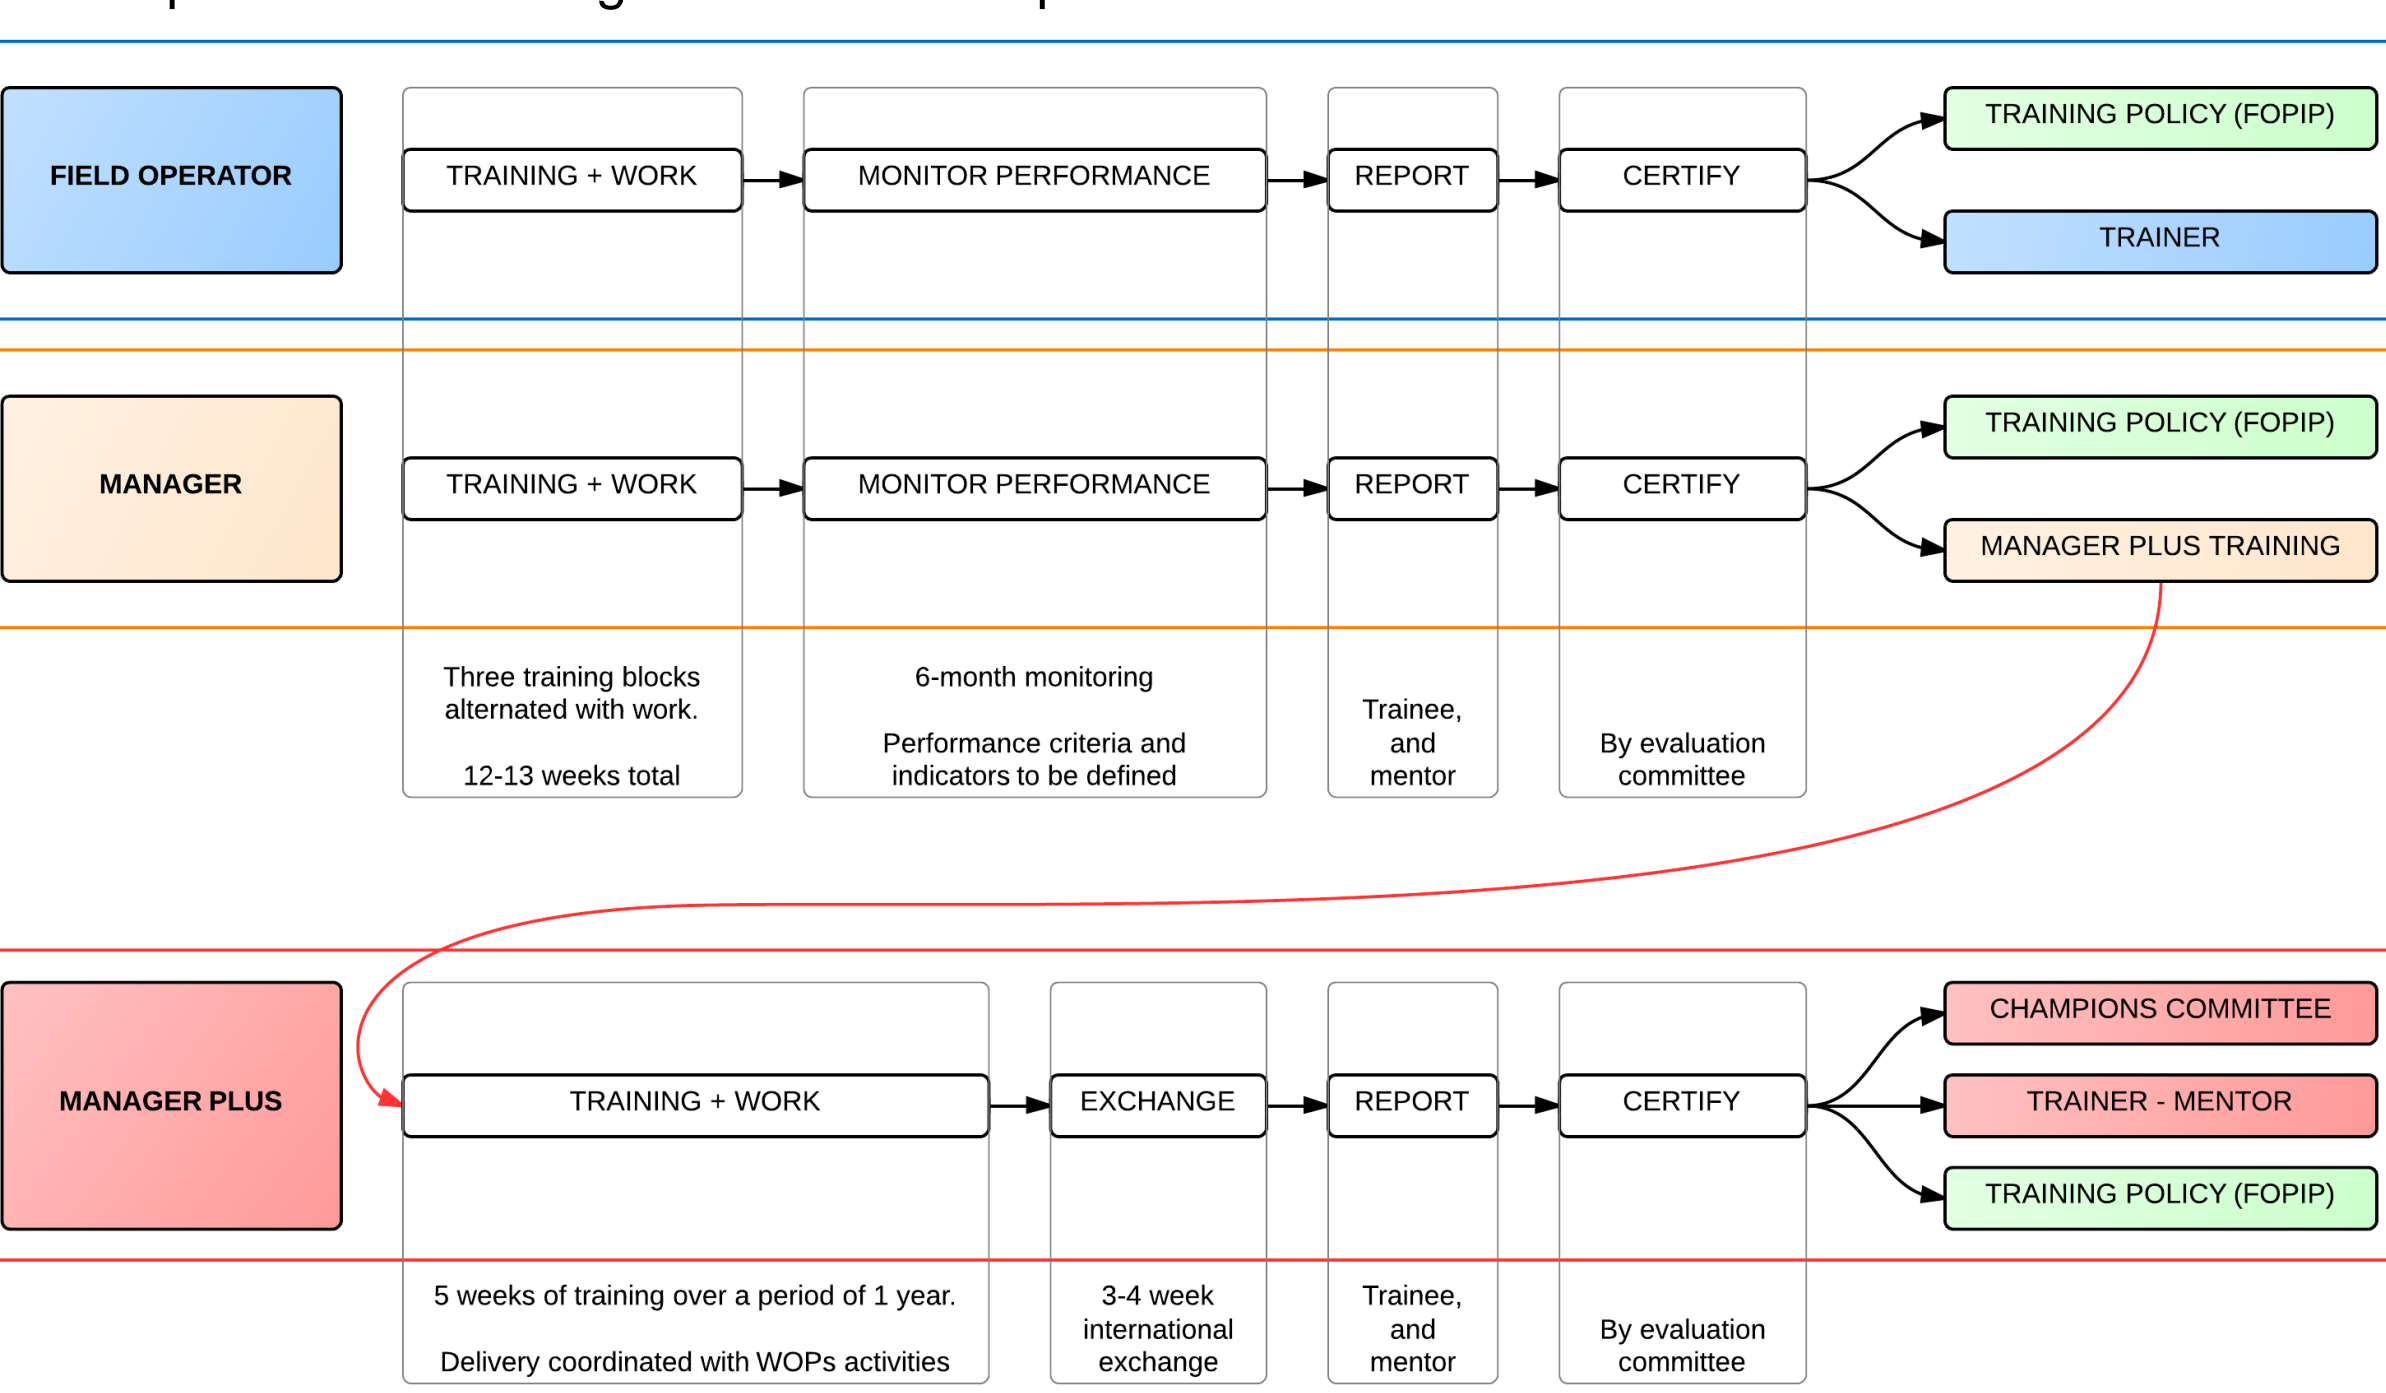 FIELD OPERATOR
TRAINING + WORK
MONITOR PERFORMANCE
REPORT
CERTIFY
TRAINING POLICY (FOPIP)
TRAINER
MANAGER
TRAINING + WORK
MONITOR PERFORMANCE
REPORT
CERTIFY
TRAINING POLICY (FOPIP)
MANAGER PLUS TRAINING
Three training blocks
alternated with work.
12-13 weeks total
6-month monitoring
Performance criteria and
indicators to be defined
Trainee,
and
mentor
By evaluation
committee
MANAGER PLUS
TRAINING + WORK
EXCHANGE
REPORT
CERTIFY
CHAMPIONS COMMITTEE
TRAINER - MENTOR
TRAINING POLICY (FOPIP)
5 weeks of training over a period of 1 year.
Delivery coordinated with WOPs activities
3-4 week
international
exchange
Trainee,
and
mentor
By evaluation
committee